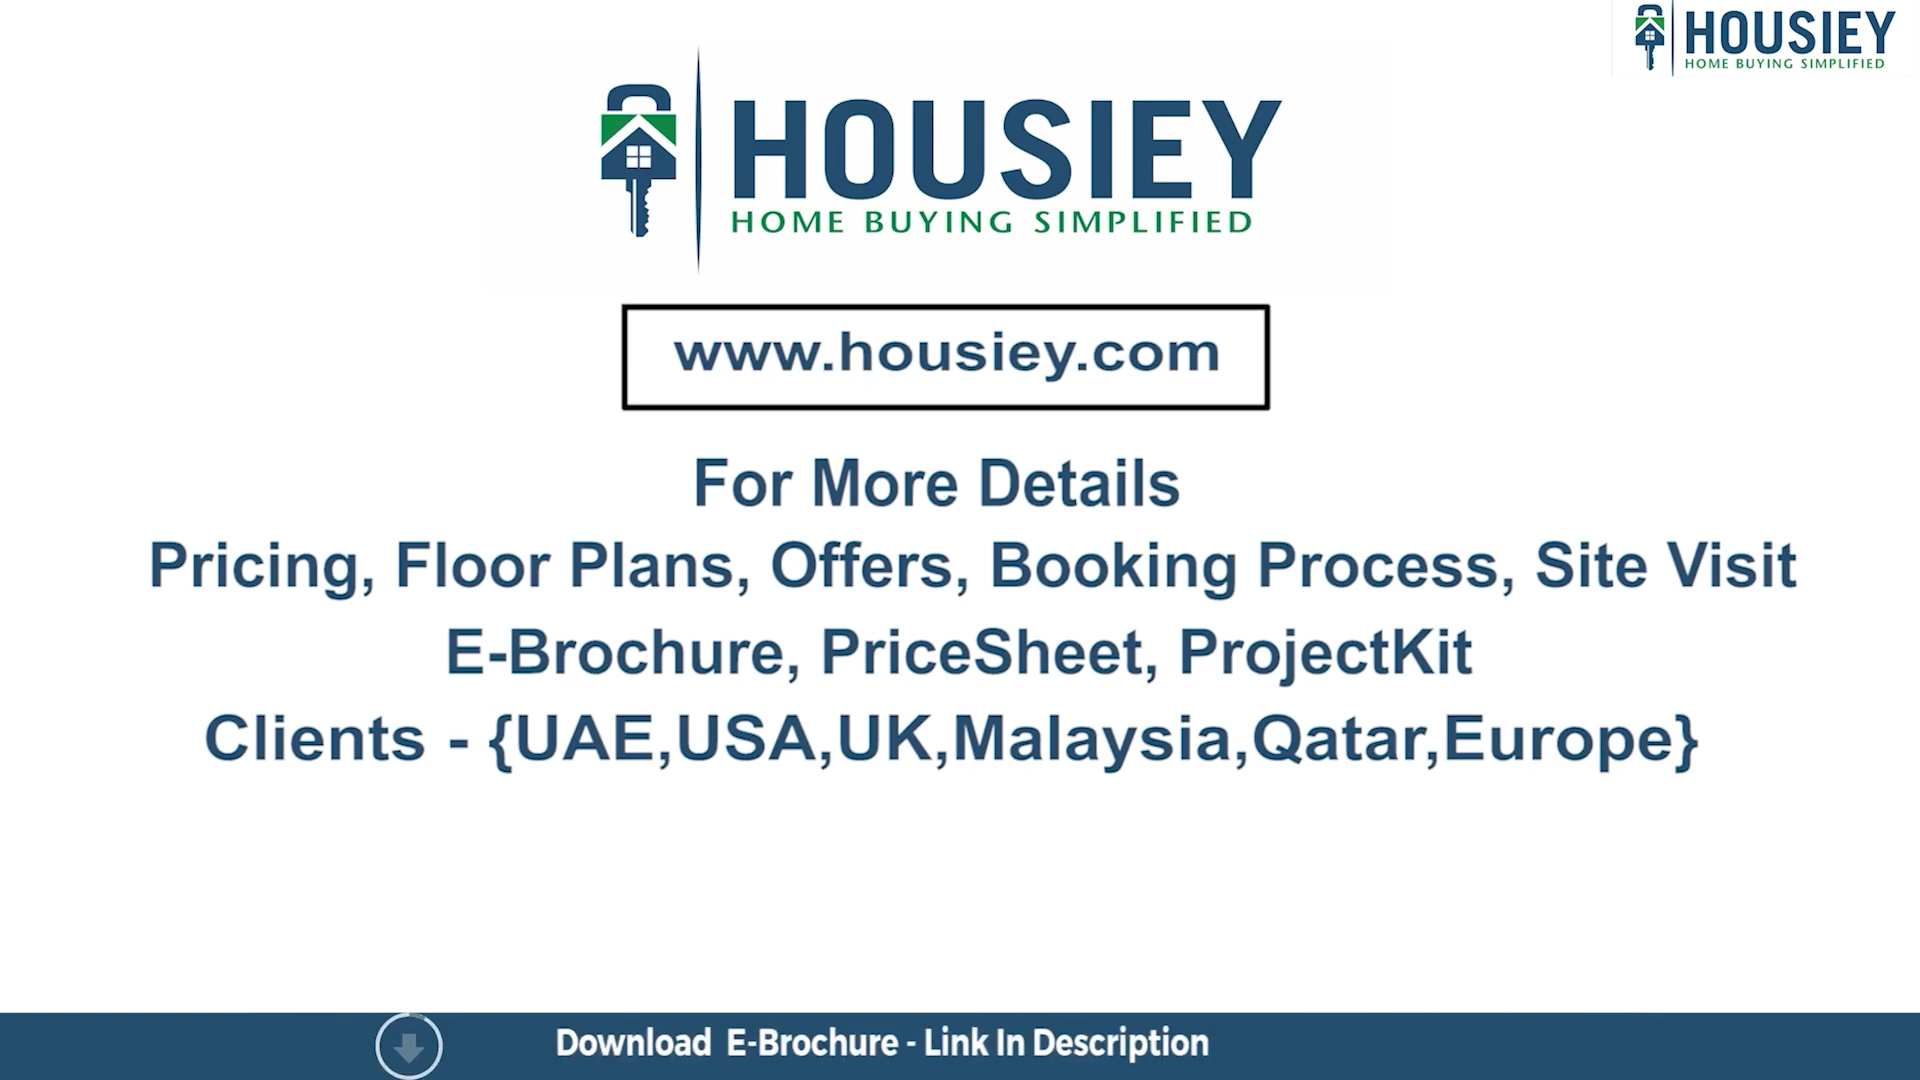 HOUSIEY
HOME BUYING SIMPLIFIED
HOUSIEY
HOME BUYING SIMPLIFIED
www.housiey.com
For More Details
Pricing, Floor Plans, Offers, Booking Process, Site Visit
E-Brochure, PriceSheet, ProjectKit
Clients - {UAE,USA,UK,Malaysia,Qatar,Europe}
Download E-Brochure - Link In Description